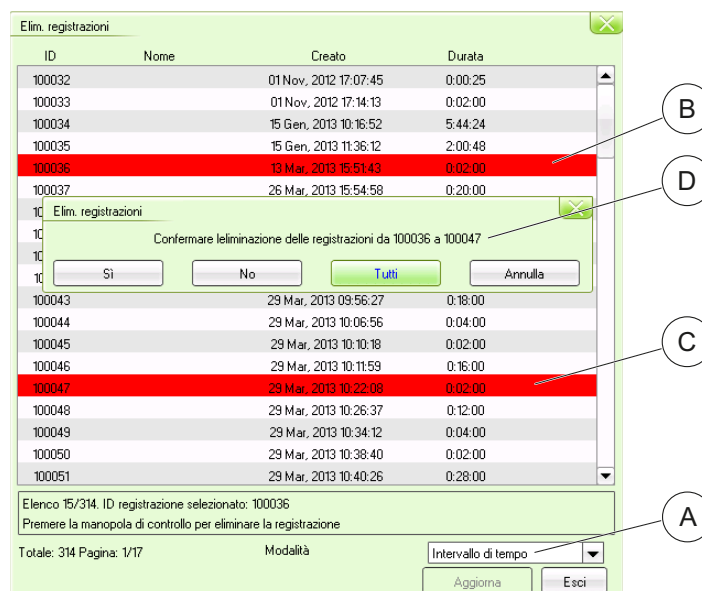 Elim. registrazioni
ID Nome Creato Durata
100032 01 Nov, 2012 17:07:45 0:00:25
100033 01 Nov, 2012 17:14:13 0:02:00
100034 15 Gen, 2013 10:16:52 5:44:24
100035 15 Gen, 2013 11:36:12 2:00:48
100036 13 Mar, 2013 15:51:43 0:02:00
100037 26 Mar, 2013 15:54:58 0:20:00
Elim. registrazioni
Confermare leliminazione delle registrazioni da 100036 a 100047
Sì No Tutti Annulla
100043 29 Mar, 2013 09:56:27 0:18:00
100044 29 Mar, 2013 10:06:56 0:04:00
100045 29 Mar, 2013 10:10:18 0:02:00
100046 29 Mar, 2013 10:11:59 0:16:00
100047 29 Mar, 2013 10:22:08 0:02:00
100048 29 Mar, 2013 10:26:37 0:12:00
100049 29 Mar, 2013 10:34:12 0:04:00
100050 29 Mar, 2013 10:38:40 0:02:00
100051 29 Mar, 2013 10:40:26 0:28:00
Elenco 15/314. ID registrazione selezionato: 100036
Premere la manopola di controllo per eliminare la registrazione
Totale: 314 Pagina: 1/17 Modalità Intervallo di tempo
Aggiorna Esci
B
D
C
A